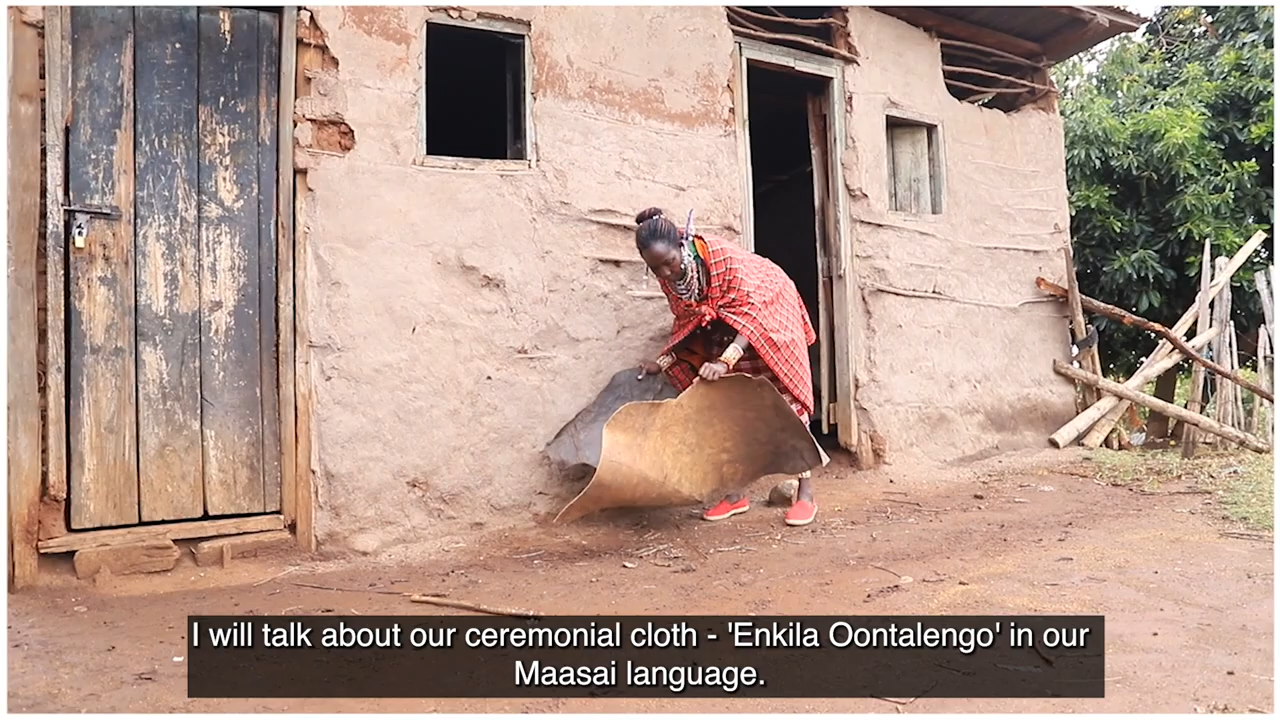 I will talk about our ceremonial cloth - 'Enkila Oontalengo' in our
Maasai language.